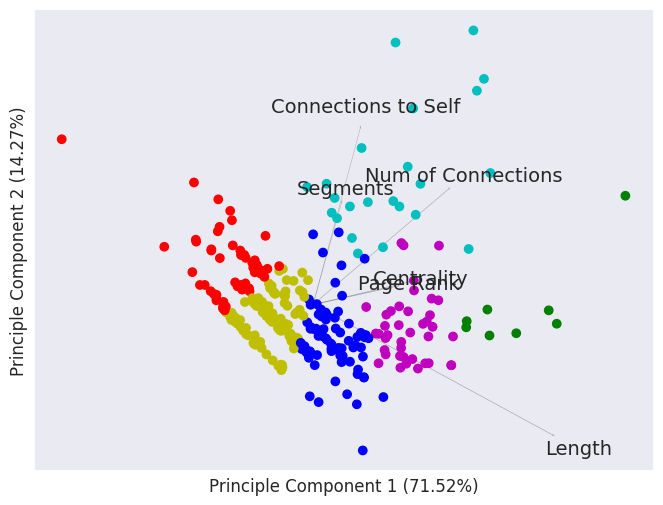 Connections to Self
Num of Connections
Segments
Centrality
Page Rank
Length
Principle Component 2 (14.27%)
Principle Component 1 (71.52%)